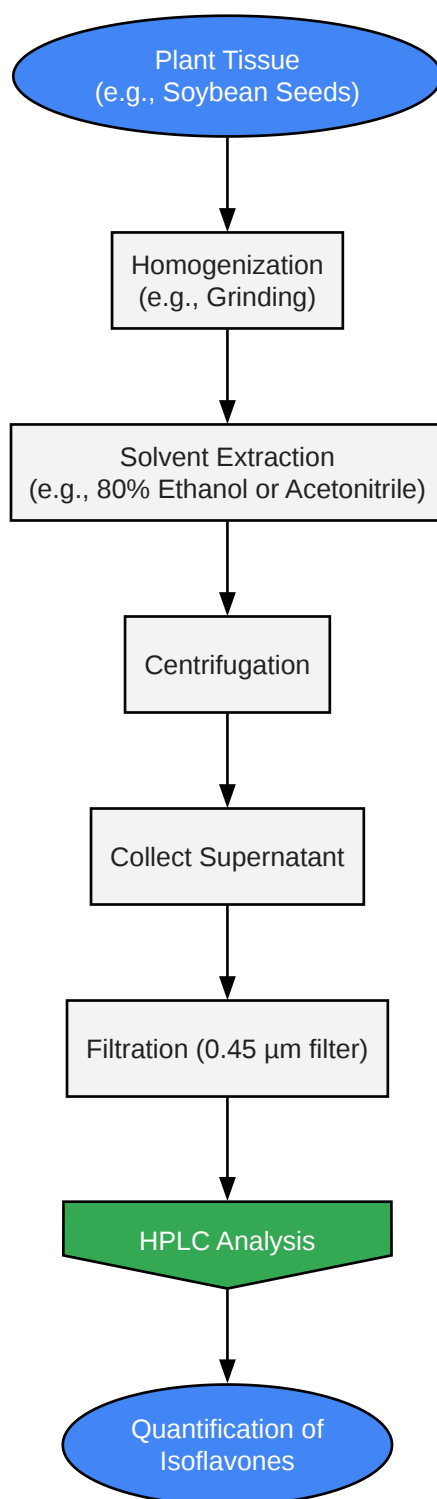 Plant Tissue
(e.g., Soybean Seeds)
Homogenization
(e.g., Grinding)
Solvent Extraction
(e.g., 80% Ethanol or Acetonitrile)
Centrifugation
Collect Supernatant
Filtration (0.45 µm filter)
HPLC Analysis
Quantification of
Isoflavones